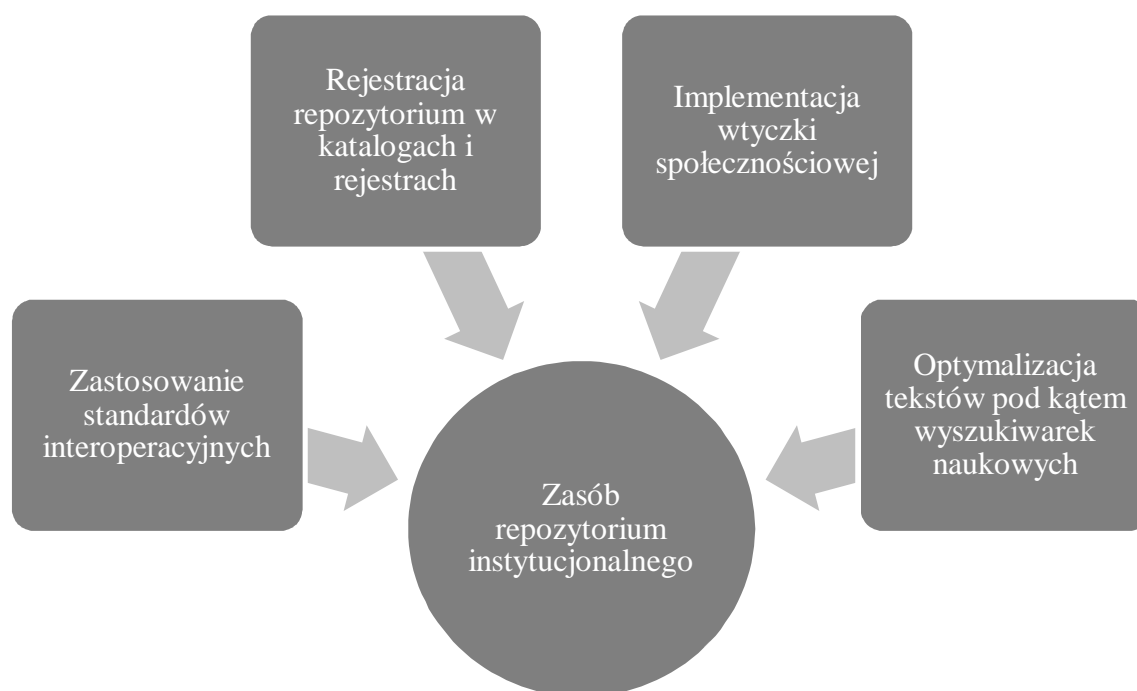 Rejestracja
repozytorium w
katalogach i
rejestrach
Implementacja
wtyczki
społecznościowej
Zastosowanie
standardów
interoperacyjnych
Optymalizacja
tekstów pod kątem
wyszukiwarek
naukowych
Zasób
repozytorium
instytucjonalnego